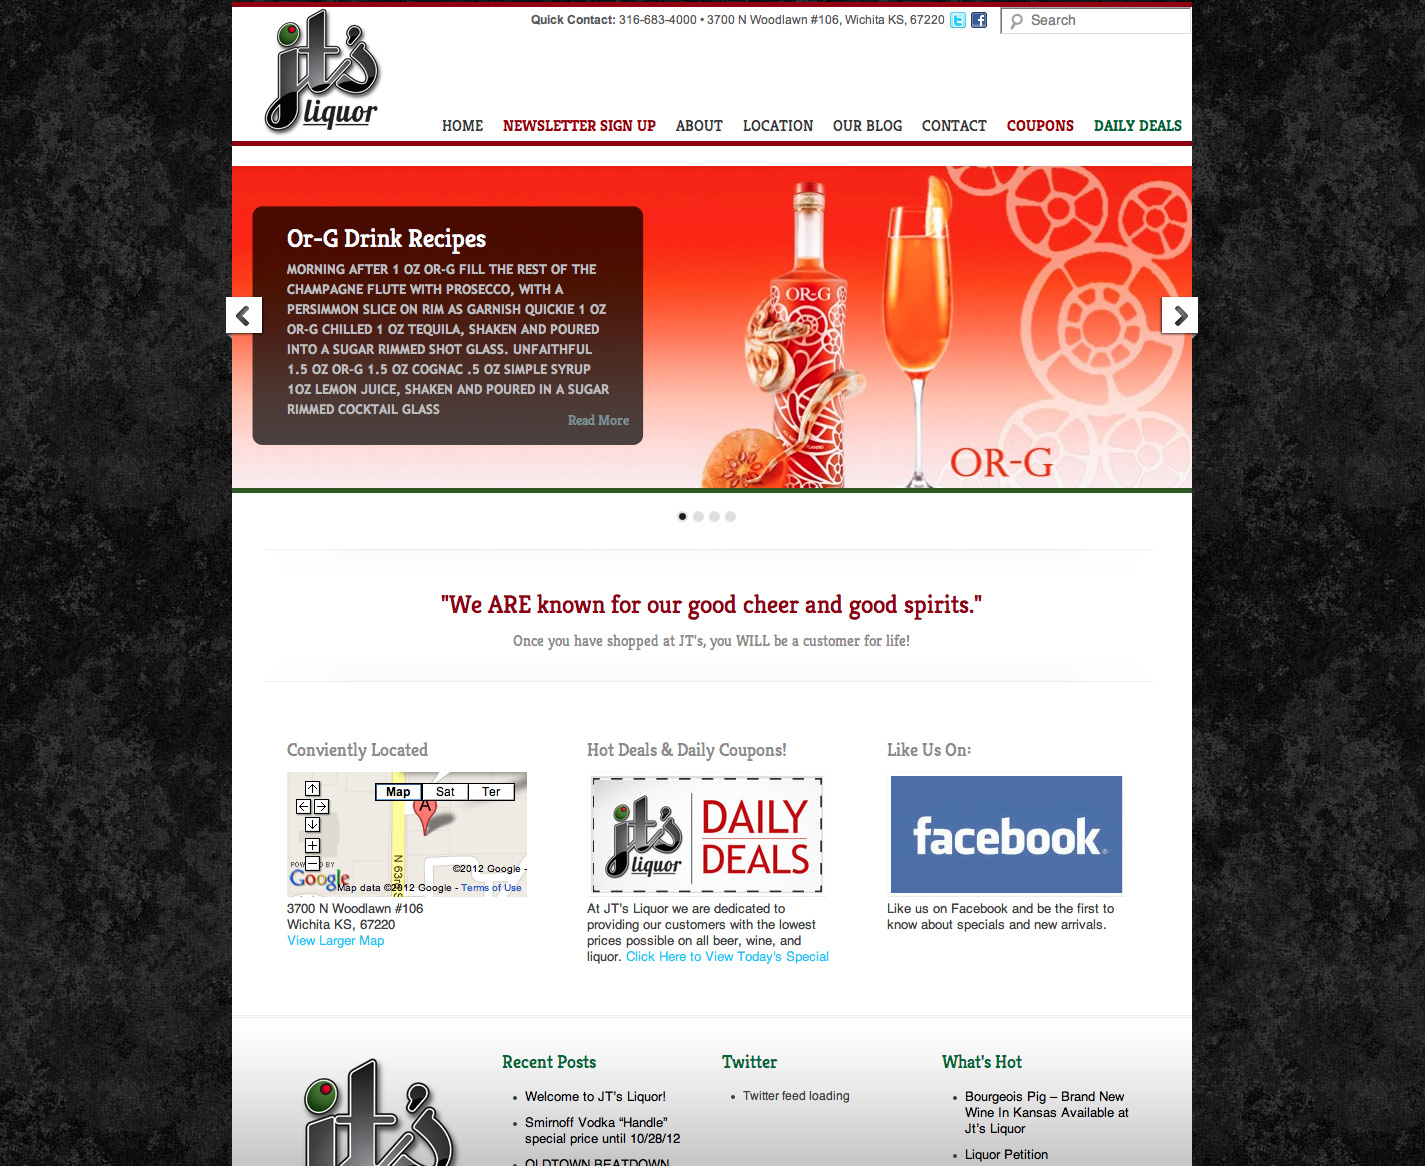 Quick Contact: 316-683-4000 • 3700 N Woodlawn #106, Wichita KS, 67220
Search
jt's
liquor
HOME
NEWSLETTER SIGN UP
ABOUT
LOCATION
OUR BLOG
CONTACT
COUPONS
DAILY DEALS
Or-G Drink Recipes
MORNING AFTER 1 OZ OR-G FILL THE REST OF THE
CHAMPAGNE FLUTE WITH PROSECCO, WITH A
PERSIMMON SLICE ON RIM AS GARNISH QUICKIE 1 OZ
OR-G CHILLED 1 OZ TEQUILA, SHAKEN AND POURED
INTO A SUGAR RIMMED SHOT GLASS. UNFAITHFUL
1.5 OZ OR-G 1.5 OZ COGNAC .5 OZ SIMPLE SYRUP
1OZ LEMON JUICE, SHAKEN AND POURED IN A SUGAR
RIMMED COCKTAIL GLASS
Read More
OR-G
OR-G
"We ARE known for our good cheer and good spirits."
Once you have shopped at JT's, you WILL be a customer for life!
Conviently Located
Map
Sat
Ter
A
N 63rd
POWERED BY
Google
©2012 Google -
Map data ©2012 Google - Terms of Use
3700 N Woodlawn #106
Wichita KS, 67220
View Larger Map
Hot Deals & Daily Coupons!
jt's
liquor
DAILY
DEALS
At JT's Liquor we are dedicated to
providing our customers with the lowest
prices possible on all beer, wine, and
liquor. Click Here to View Today's Special
Like Us On:
facebook
Like us on Facebook and be the first to
know about specials and new arrivals.
jt's
Recent Posts
Welcome to JT's Liquor!
Smirnoff Vodka “Handle”
special price until 10/28/12
OLDTOWN BEATDOWN
Twitter
Twitter feed loading
What's Hot
Bourgeois Pig – Brand New
Wine In Kansas Available at
Jt's Liquor
Liquor Petition